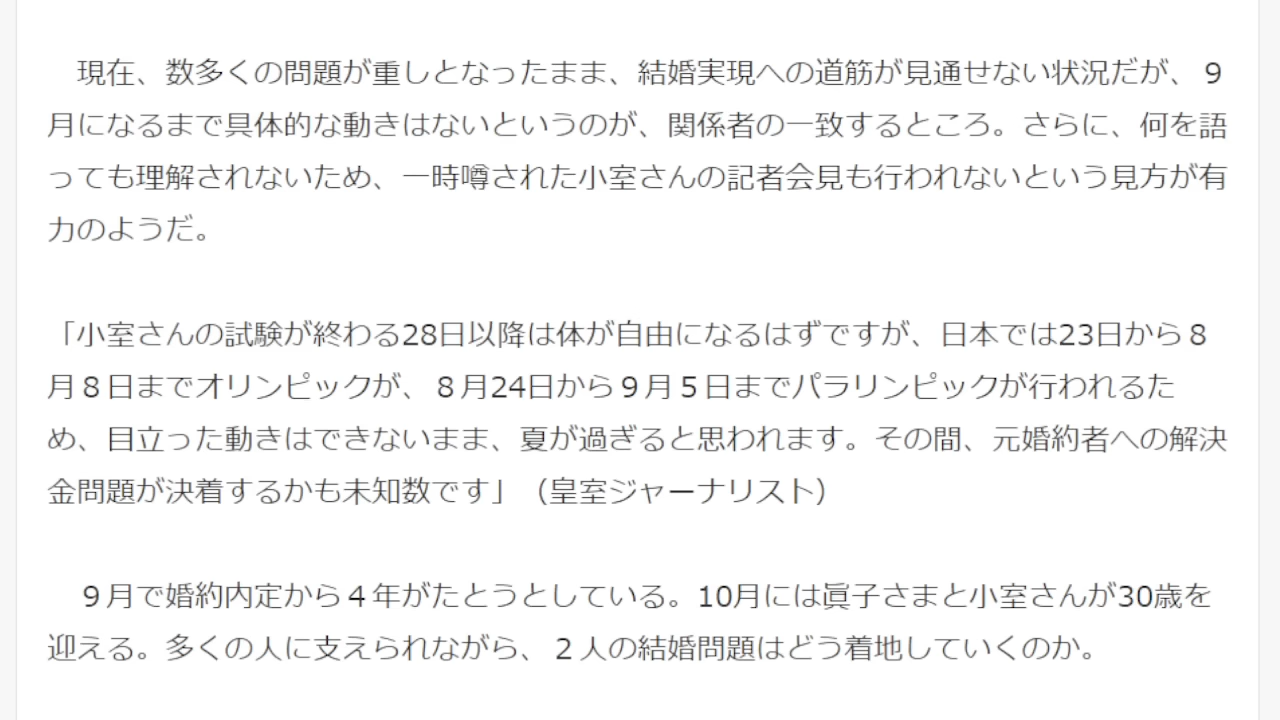 現在、数多くの問題が重しとなったまま、結婚実現への道筋が見通せない状況だが、９
月になるまで具体的な動きはないというのが、関係者の一致するところ。さらに、何を語
っても理解されないため、一時噂された小室さんの記者会見も行われないという見方が有
力のようだ。
「小室さんの試験が終わる28日以降は体が自由になるはずですが、日本では23日から８
月８日までオリンピックが、８月24日から９月５日までパラリンピックが行われるた
め、目立った動きはできないまま、夏が過ぎると思われます。その間、元婚約者への解決
金問題が決着するかも未知数です」（皇室ジャーナリスト）
　９月で婚約内定から４年がたとうとしている。10月には眞子さまと小室さんが30歳を
迎える。多くの人に支えられながら、２人の結婚問題はどう着地していくのか。